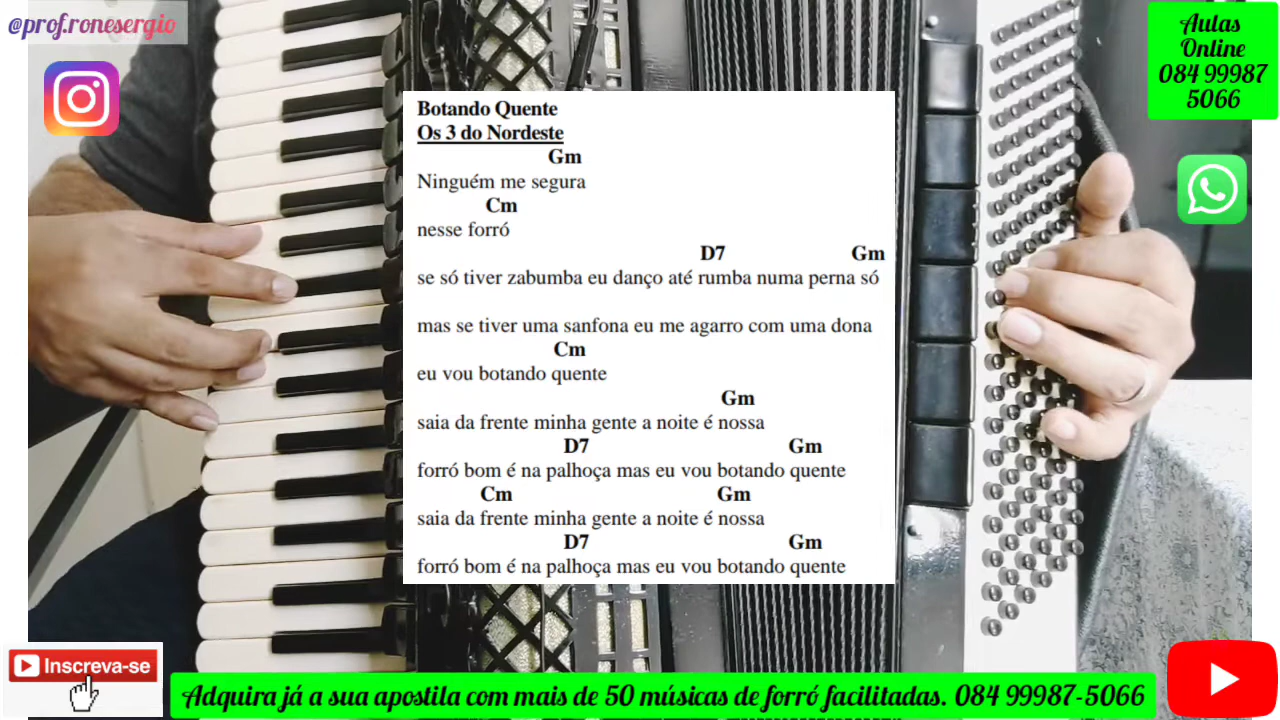 @prof.ronesergio
Aulas
Online
084 99987
5066
Botando Quente
Os 3 do Nordeste
Gm
Ninguém me segura
Cm
nesse forró
D7 Gm
se só tiver zabumba eu danço até rumba numa perna só
mas se tiver uma sanfona eu me agarro com uma dona
Cm
eu vou botando quente
Gm
saia da frente minha gente a noite é nossa
D7 Gm
forró bom é na palhoça mas eu vou botando quente
Cm Gm
saia da frente minha gente a noite é nossa
D7 Gm
forró bom é na palhoça mas eu vou botando quente
Inscreva-se
Adquira já a sua apostila com mais de 50 músicas de forró facilitadas. 084 99987-5066